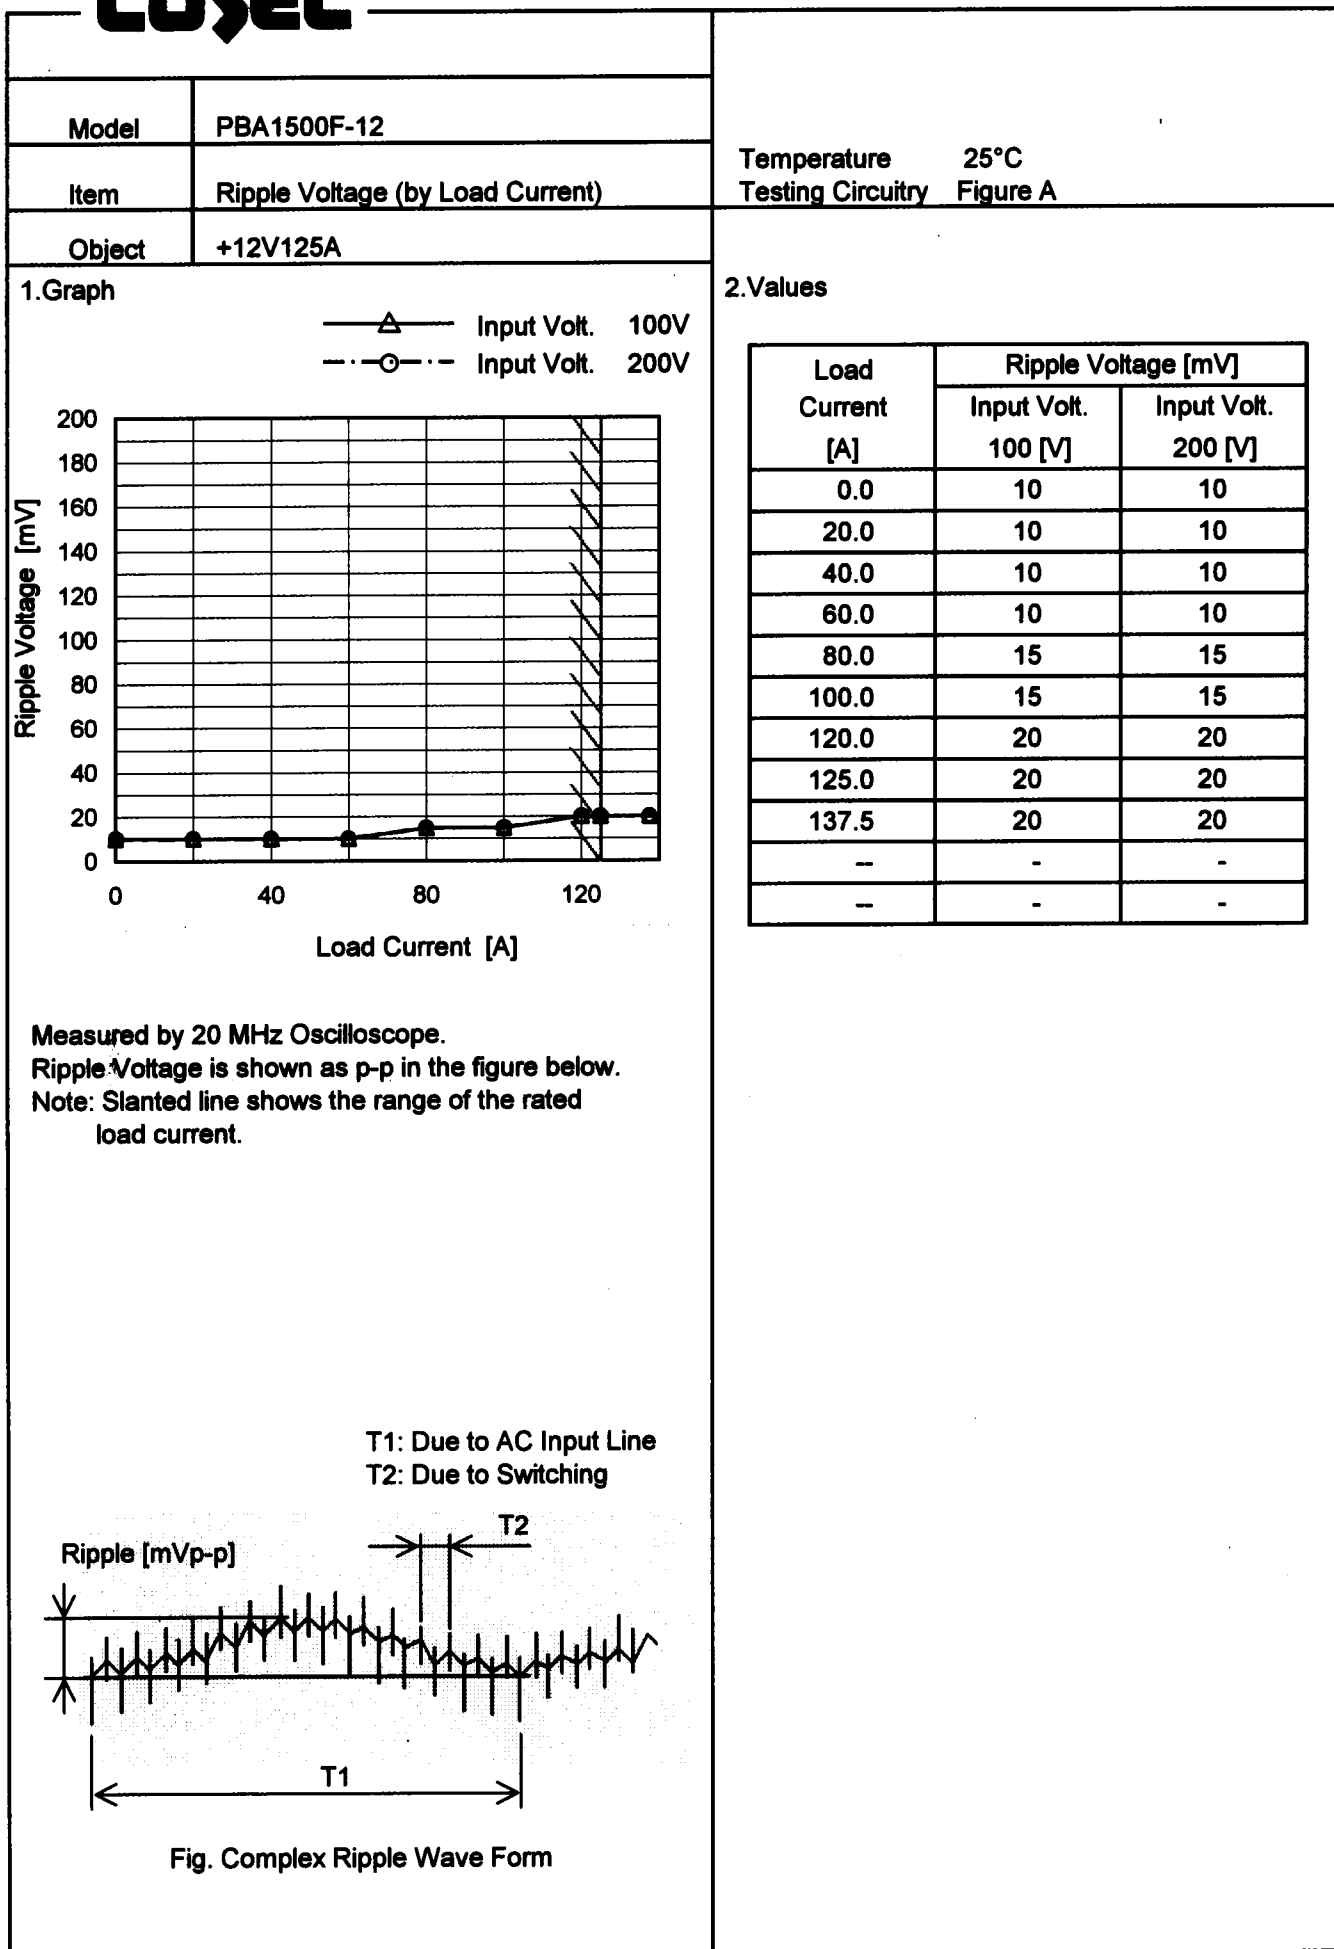 COSEL
Model PBA1500F-12
Item Ripple Voltage (by Load Current)
Object +12V125A
Temperature 25°C
Testing Circuitry Figure A
1.Graph
Input Volt. 100V
Input Volt. 200V
Ripple Voltage [mV]
200
180
160
140
120
100
80
60
40
20
0
0 40 80 120
Load Current [A]
Measured by 20 MHz Oscilloscope.
Ripple Voltage is shown as p-p in the figure below.
Note: Slanted line shows the range of the rated
load current.
T1: Due to AC Input Line
T2: Due to Switching
T2
Ripple [mVp-p]
T1
Fig. Complex Ripple Wave Form
2.Values
Load Ripple Voltage [mV]
Current Input Volt. Input Volt.
[A] 100 [V] 200 [V]
0.0 10 10
20.0 10 10
40.0 10 10
60.0 10 10
80.0 15 15
100.0 15 15
120.0 20 20
125.0 20 20
137.5 20 20
-- - -
-- - -